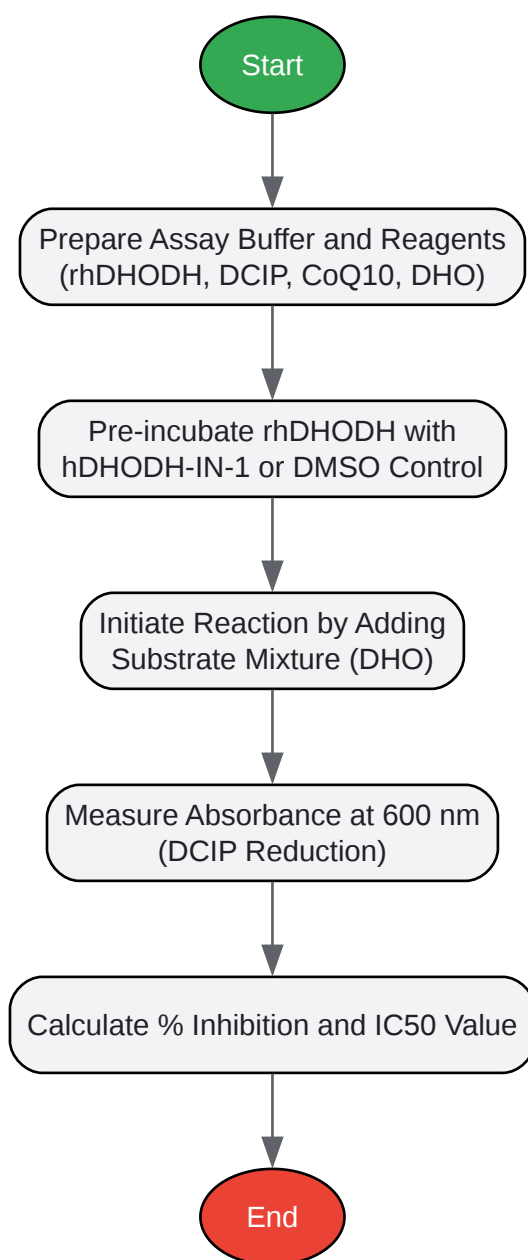 Start
Prepare Assay Buffer and Reagents
(rhDHODH, DCIP, CoQ10, DHO)
Pre-incubate rhDHODH with
hDHODH-IN-1 or DMSO Control
Initiate Reaction by Adding
Substrate Mixture (DHO)
Measure Absorbance at 600 nm
(DCIP Reduction)
Calculate % Inhibition and IC50 Value
End